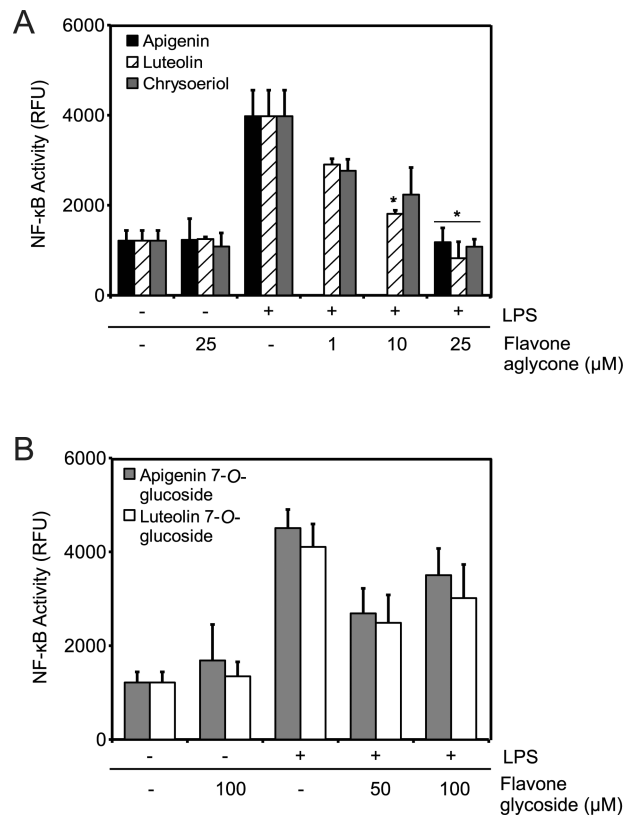 A
6000
Apigenin
Luteolin
Chrysoeriol
4000
2000
0
NF-κB Activity (RFU)
*
*
- - + + + + LPS
- 25 - 1 10 25 Flavone
aglycone (µM)
B
6000
Apigenin 7-O-
glucoside
Luteolin 7-O-
glucoside
4000
2000
0
NF-κB Activity (RFU)
- - + + + LPS
- 100 - 50 100 Flavone
glycoside (µM)